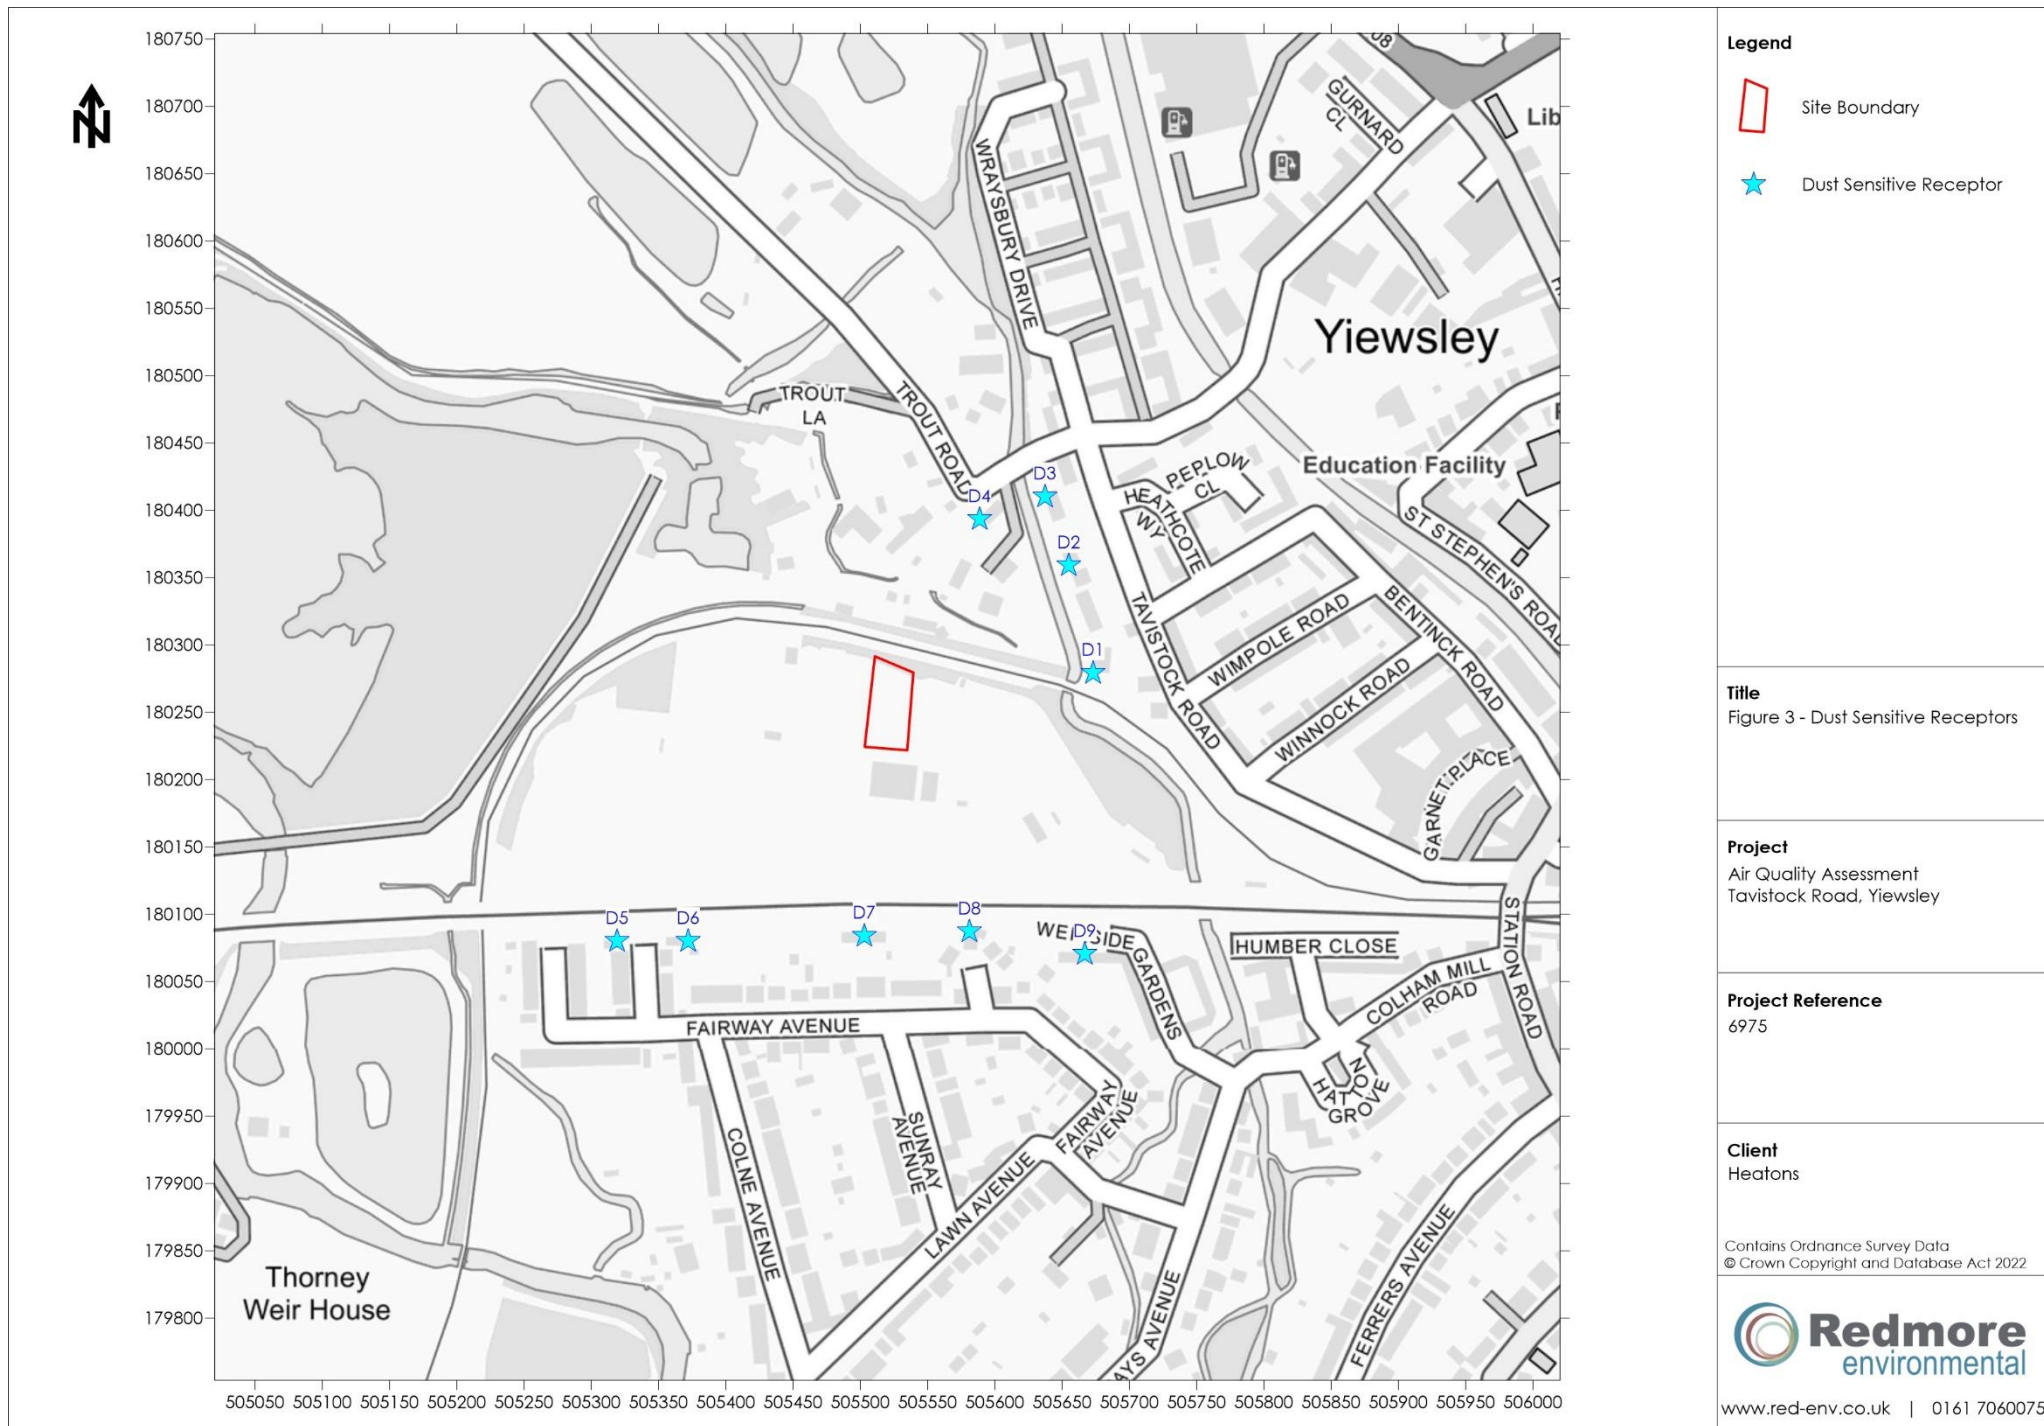 180750
180700
180650
180600
180550
180500
180450
180400
180350
180300
180250
180200
180150
180100
180050
180000
179950
179900
179850
179800
505050 505100 505150 505200 505250 505300 505350 505400 505450 505500 505550 505600 505650 505700 505750 505800 505850 505900 505950 506000
N
08
GURNARD
CL
Lib
WRAYSBURY DRIVE
Yiewsley
TROUT
LA
TROUT ROAD
Education Facility
PEPLOW
CL
HEATHCOTE
WY
ST STEPHEN'S ROAD
D3
D4
D2
D1
TAVISTOCK ROAD
WIMPOLE ROAD
BENTINCK ROAD
WINNOCK ROAD
GARNET PLACE
STATION ROAD
D5
D6
D7
D8
D9
GARDENS
HUMBER CLOSE
COLHAM MILL
ROAD
FAIRWAY AVENUE
HATTON
GROVE
FAIRWAY
AVENUE
SUNRAY
AVENUE
COLNE AVENUE
LAWN AVENUE
FERRERS AVENUE
AYS AVENUE
Thorney
Weir House
Legend
Site Boundary
Dust Sensitive Receptor
Title
Figure 3 - Dust Sensitive Receptors
Project
Air Quality Assessment
Tavistock Road, Yiewsley
Project Reference
6975
Client
Heatons
Contains Ordnance Survey Data
© Crown Copyright and Database Act 2022
Redmore
environmental
www.red-env.co.uk | 0161 7060075